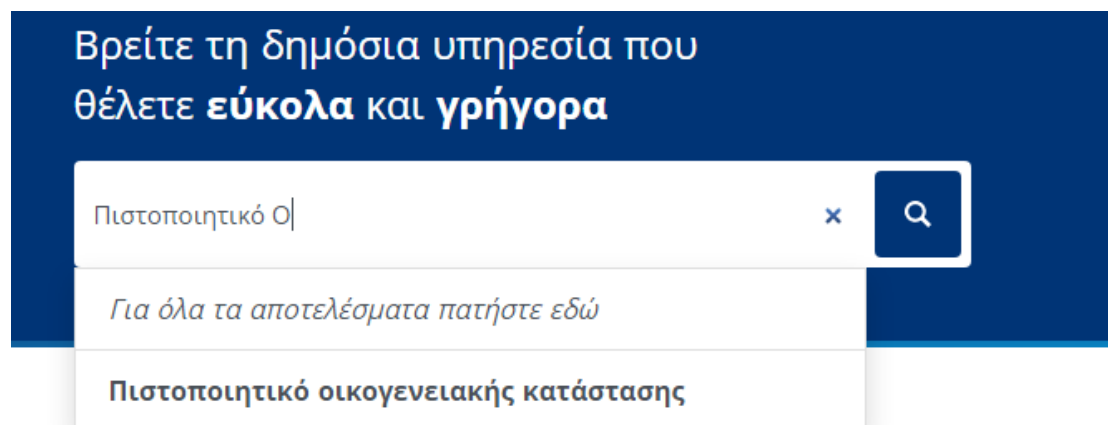 Βρείτε τη δημόσια υπηρεσία που
θέλετε εύκολα και γρήγορα
Πιστοποιητικό Ο
Για όλα τα αποτελέσματα πατήστε εδώ
Πιστοποιητικό οικογενειακής κατάστασης